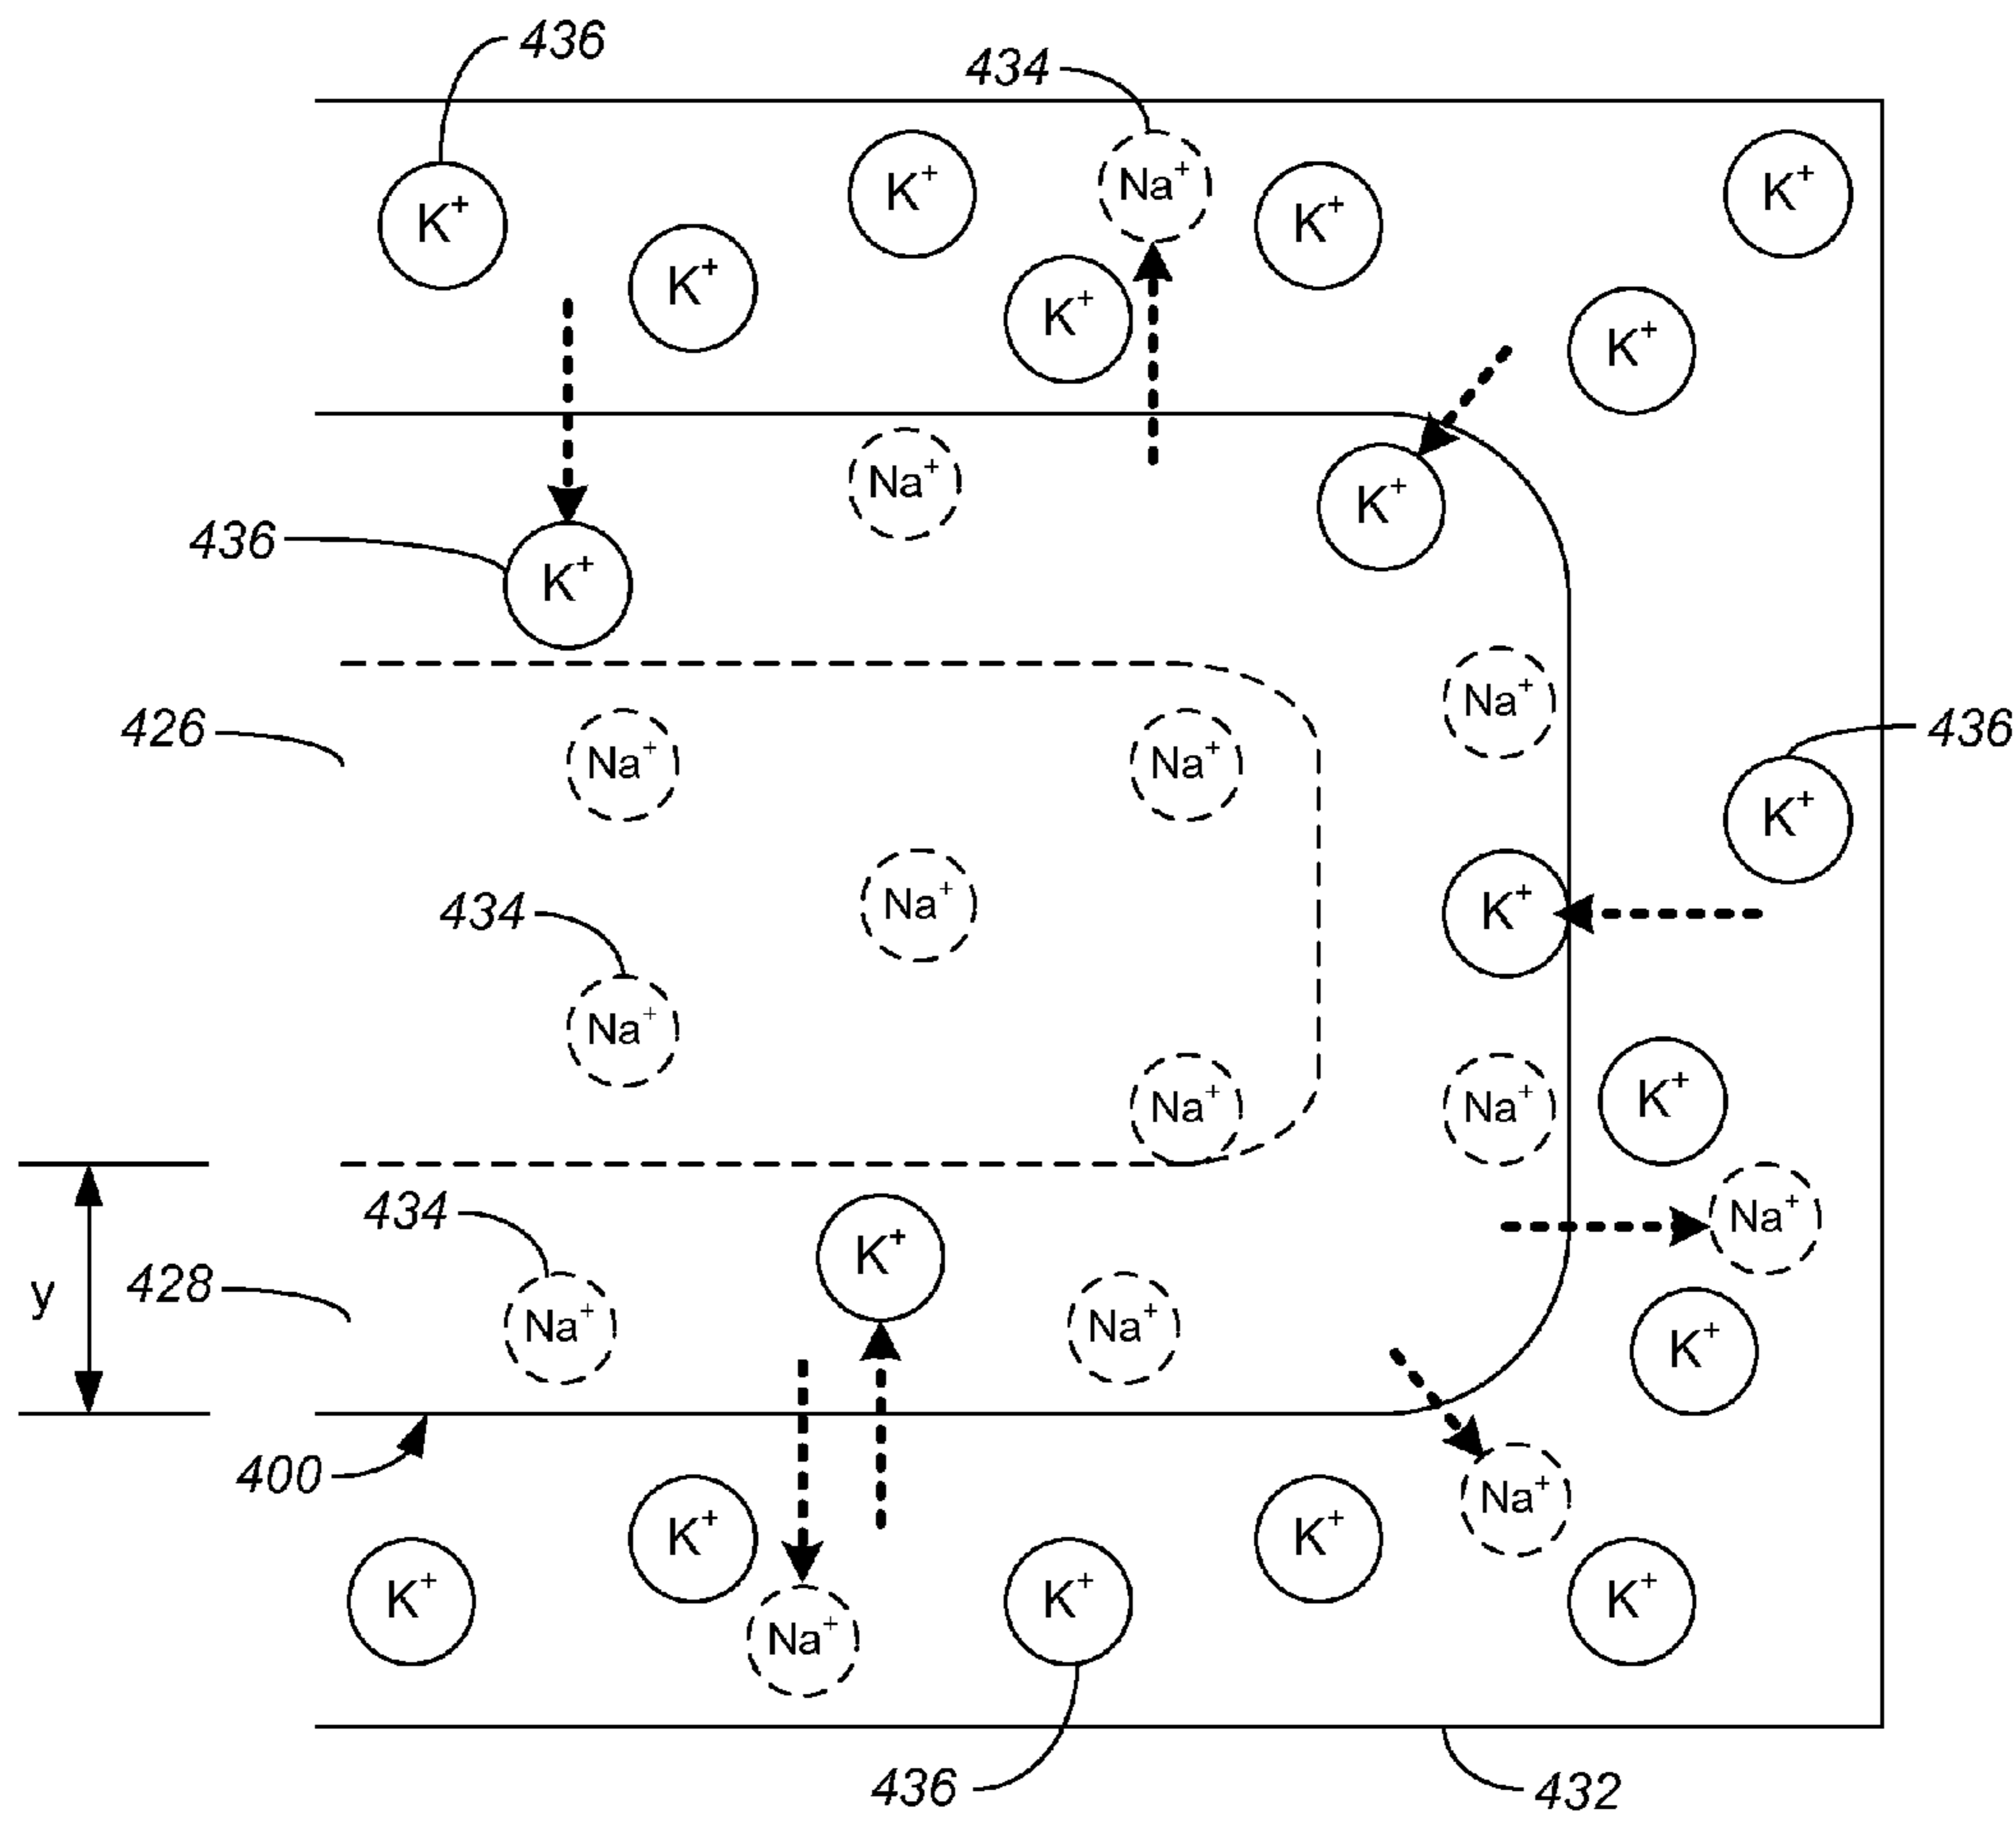 436
434
K⁺ Na⁺ K⁺
K⁺ K⁺ K⁺
K⁺ K⁺ K⁺
Na⁺ K⁺
436 K⁺
Na⁺
426 Na⁺ Na⁺ 436
K⁺
434 Na⁺ K⁺
Na⁺
Na⁺ Na⁺ K⁺
434 K⁺ Na⁺
y 428 Na⁺ Na⁺ K⁺
400
Na⁺
K⁺ K⁺
K⁺ Na⁺ K⁺ K⁺
436 432